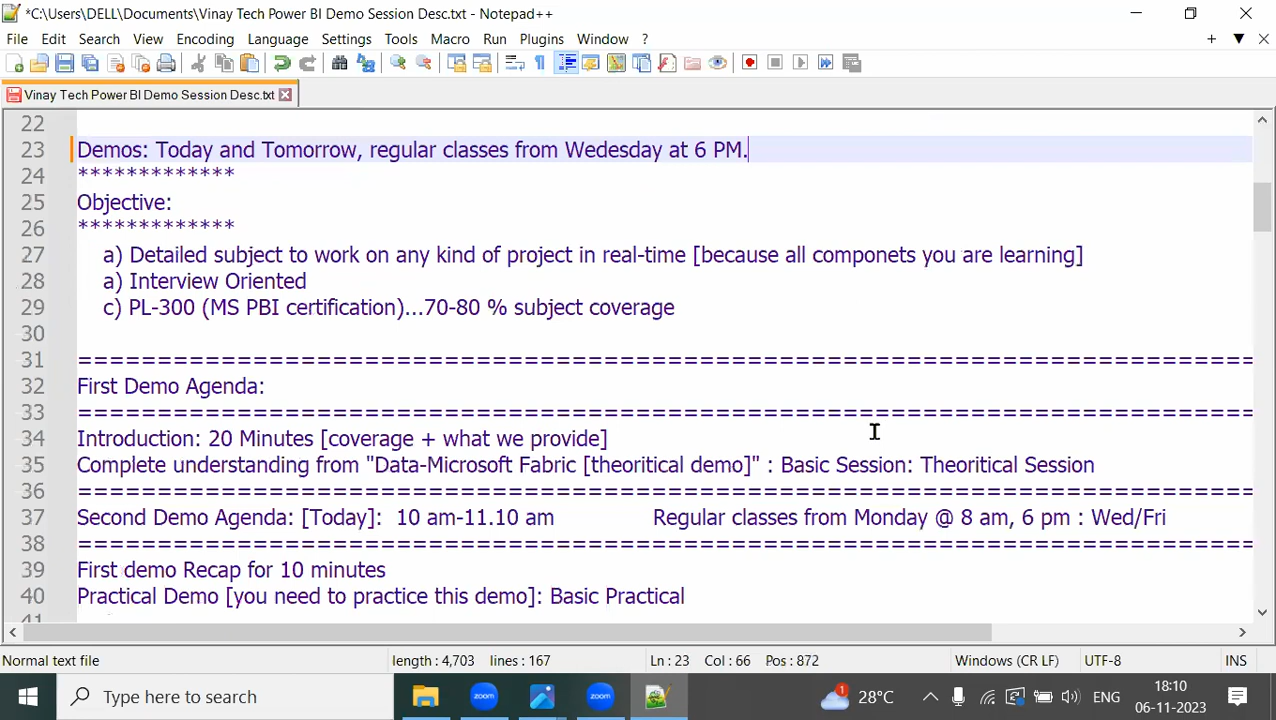 *C:\Users\DELL\Documents\Vinay Tech Power BI Demo Session Desc.txt - Notepad++
File Edit Search View Encoding Language Settings Tools Macro Run Plugins Window ?
Vinay Tech Power BI Demo Session Desc.txt
22
23 Demos: Today and Tomorrow, regular classes from Wedesday at 6 PM.
24 *************
25 Objective:
26 *************
27 a) Detailed subject to work on any kind of project in real-time [because all componets you are learning]
28 a) Interview Oriented
29 c) PL-300 (MS PBI certification)...70-80 % subject coverage
30
31 ==========================================================================
32 First Demo Agenda:
33 ==========================================================================
34 Introduction: 20 Minutes [coverage + what we provide]
35 Complete understanding from "Data-Microsoft Fabric [theoritical demo]" : Basic Session: Theoritical Session
36 ==========================================================================
37 Second Demo Agenda: [Today]: 10 am-11.10 am Regular classes from Monday @ 8 am, 6 pm : Wed/Fri
38 ==========================================================================
39 First demo Recap for 10 minutes
40 Practical Demo [you need to practice this demo]: Basic Practical
41
Normal text file length : 4,703 lines : 167 Ln : 23 Col : 66 Pos : 872 Windows (CR LF) UTF-8 INS
Type here to search zoom zoom 1 28°C ENG 18:10
06-11-2023